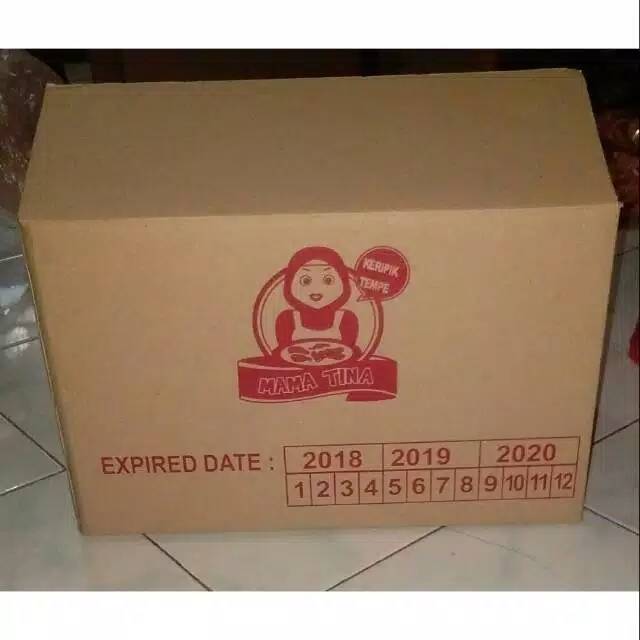 KERIPIK
TEMPE
MAMA TINA
EXPIRED DATE : 2018 2019 2020
1 2 3 4 5 6 7 8 9 10 11 12